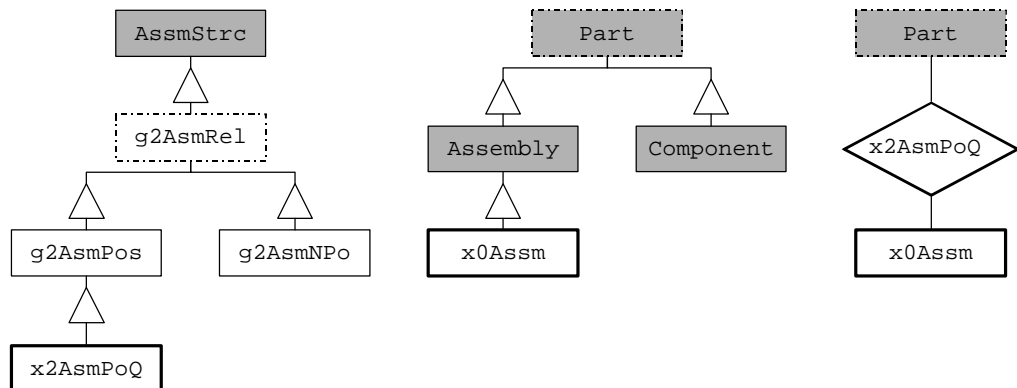 AssmStrc
g2AsmRel
g2AsmPos
g2AsmNPo
x2AsmPoQ
Part
Assembly
Component
x0Assm
Part
x2AsmPoQ
x0Assm